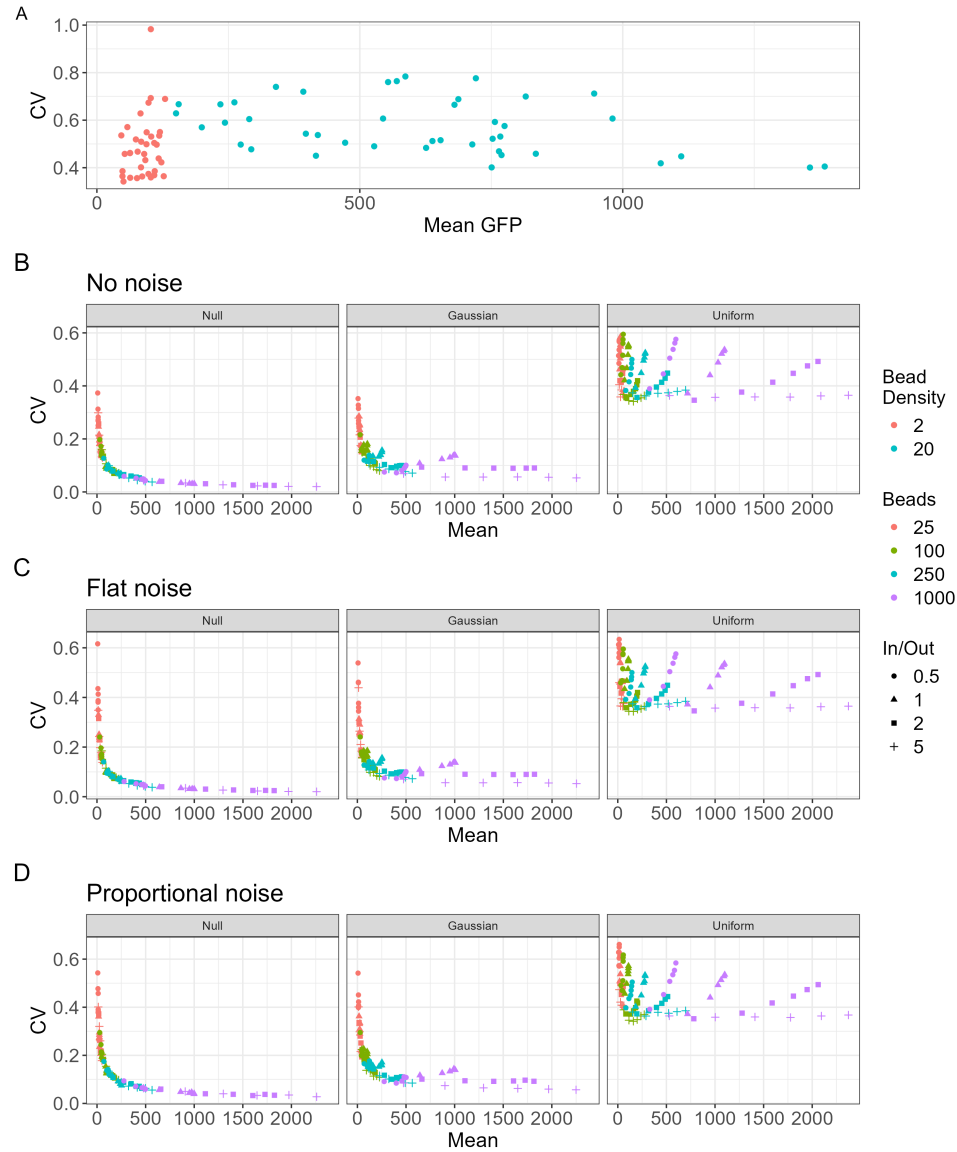 A
1.0
0.8
0.6
0.4
CV
0
500
1000
Mean GFP
B
No noise
Null
Gaussian
Uniform
0.6
0.4
0.2
0.0
CV
0 500 1000 1500 2000
0 500 1000 1500 2000
0 500 1000 1500 2000
Mean
C
Flat noise
Null
Gaussian
Uniform
0.6
0.4
0.2
0.0
CV
0 500 1000 1500 2000
0 500 1000 1500 2000
0 500 1000 1500 2000
Mean
D
Proportional noise
Null
Gaussian
Uniform
0.6
0.4
0.2
0.0
CV
0 500 1000 1500 2000
0 500 1000 1500 2000
0 500 1000 1500 2000
Mean
Bead
Density
2
20
Beads
25
100
250
1000
In/Out
0.5
1
2
5